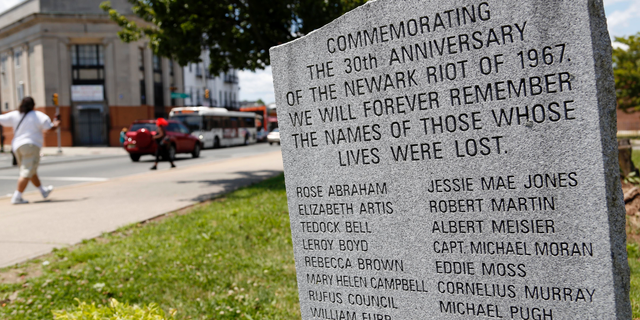 COMMEMORATING
THE 30th ANNIVERSARY
OF THE NEWARK RIOT OF 1967.
WE WILL FOREVER REMEMBER
THE NAMES OF THOSE WHOSE
LIVES WERE LOST.
ROSE ABRAHAM
ELIZABETH ARTIS
TEDOCK BELL
LEROY BOYD
REBECCA BROWN
MARY HELEN CAMPBELL
RUFUS COUNCIL
WILLIAM FURR
JESSIE MAE JONES
ROBERT MARTIN
ALBERT MEISIER
CAPT. MICHAEL MORAN
EDDIE MOSS
CORNELIUS MURRAY
MICHAEL PUGH